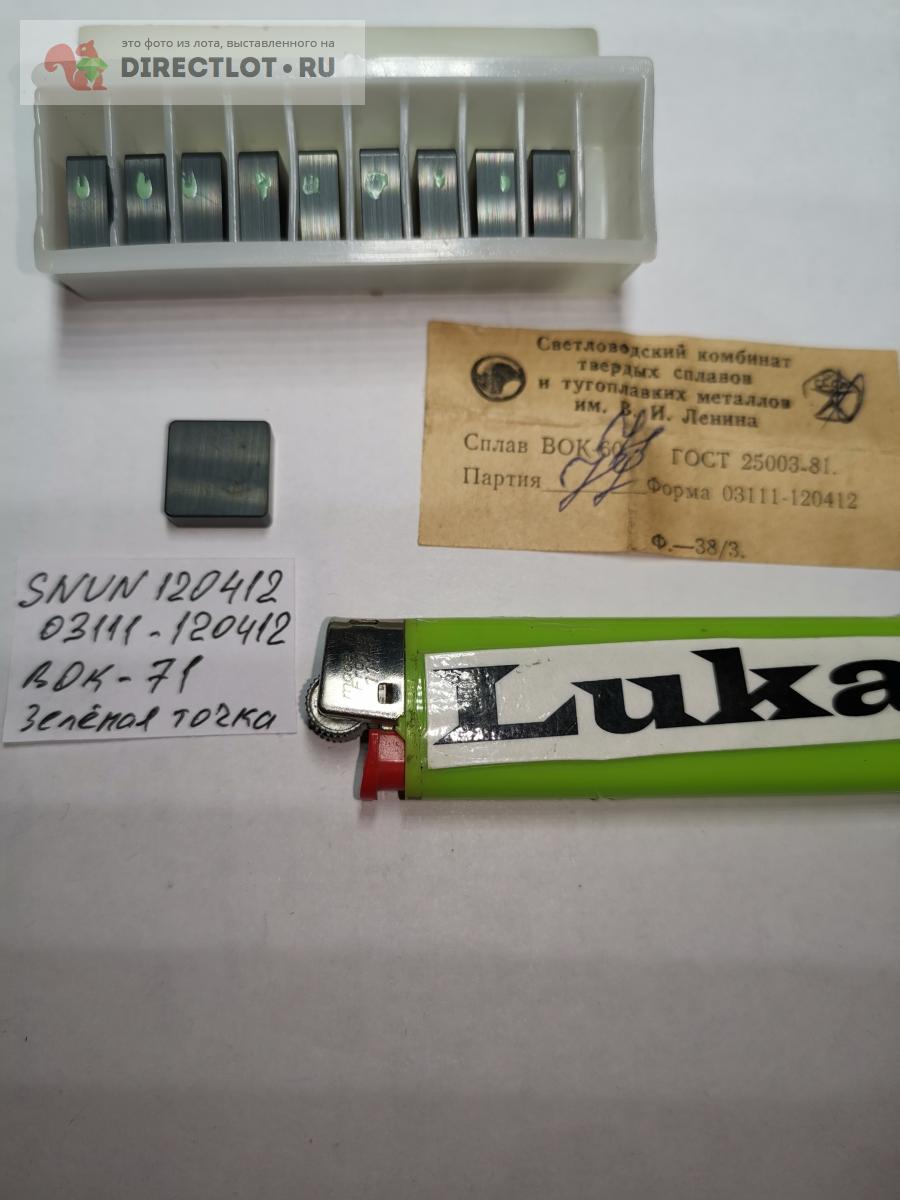 это фото из лота, выставленного на
DIRECTLOT.RU
Светловодский комбинат
твердых сплавов
и тугоплавких металлов
им. В. И. Ленина
Сплав ВОК 60 ГОСТ 25003-81.
Партия Форма 03111-120412
Ф.—38/3.
SNUN 120412
03111-120412
ВОК-71
Зелёная точка
Luka